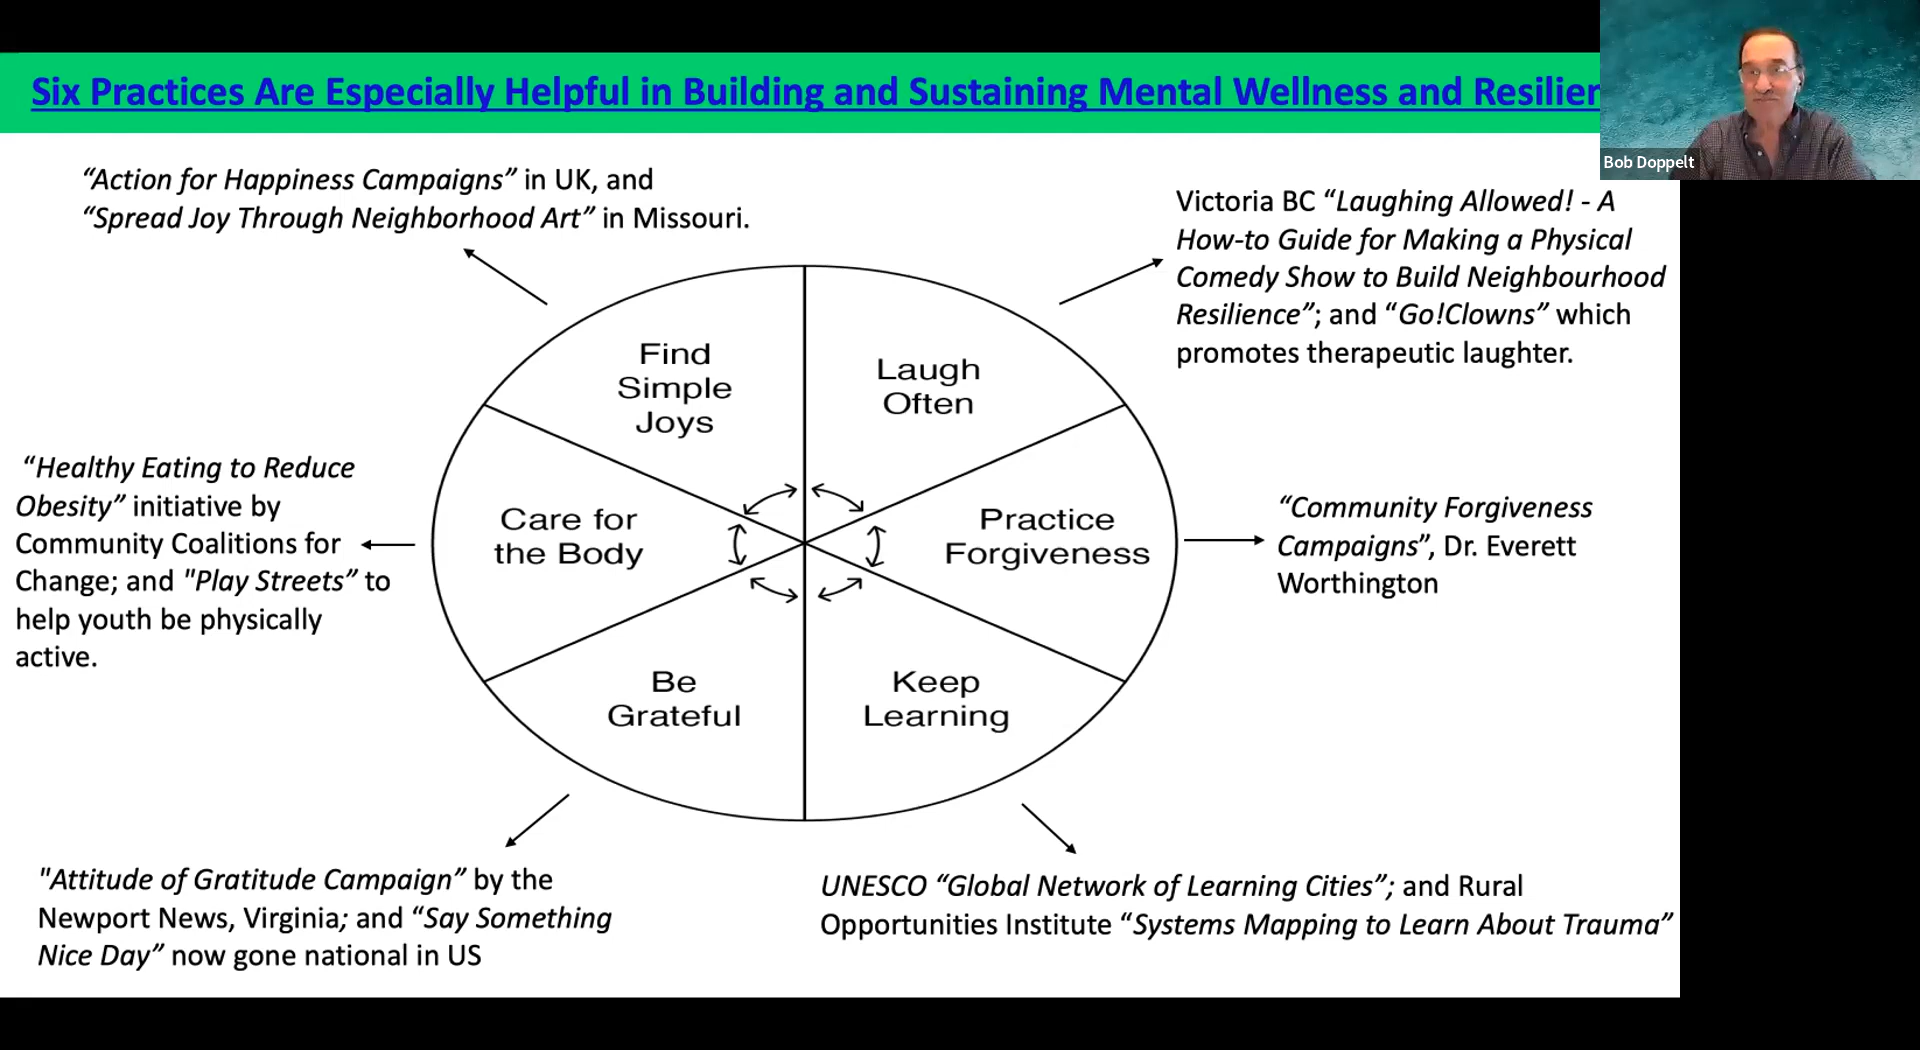 Six Practices Are Especially Helpful in Building and Sustaining Mental Wellness and Resilien
Bob Doppelt
“Action for Happiness Campaigns” in UK, and
“Spread Joy Through Neighborhood Art” in Missouri.
Victoria BC “Laughing Allowed! - A
How-to Guide for Making a Physical
Comedy Show to Build Neighbourhood
Resilience”; and “Go!Clowns” which
promotes therapeutic laughter.
Find
Simple
Joys
Laugh
Often
“Healthy Eating to Reduce
Obesity” initiative by
Community Coalitions for
Change; and "Play Streets” to
help youth be physically
active.
Care for
the Body
Practice
Forgiveness
“Community Forgiveness
Campaigns”, Dr. Everett
Worthington
Be
Grateful
Keep
Learning
"Attitude of Gratitude Campaign” by the
Newport News, Virginia; and “Say Something
Nice Day” now gone national in US
UNESCO “Global Network of Learning Cities”; and Rural
Opportunities Institute “Systems Mapping to Learn About Trauma”